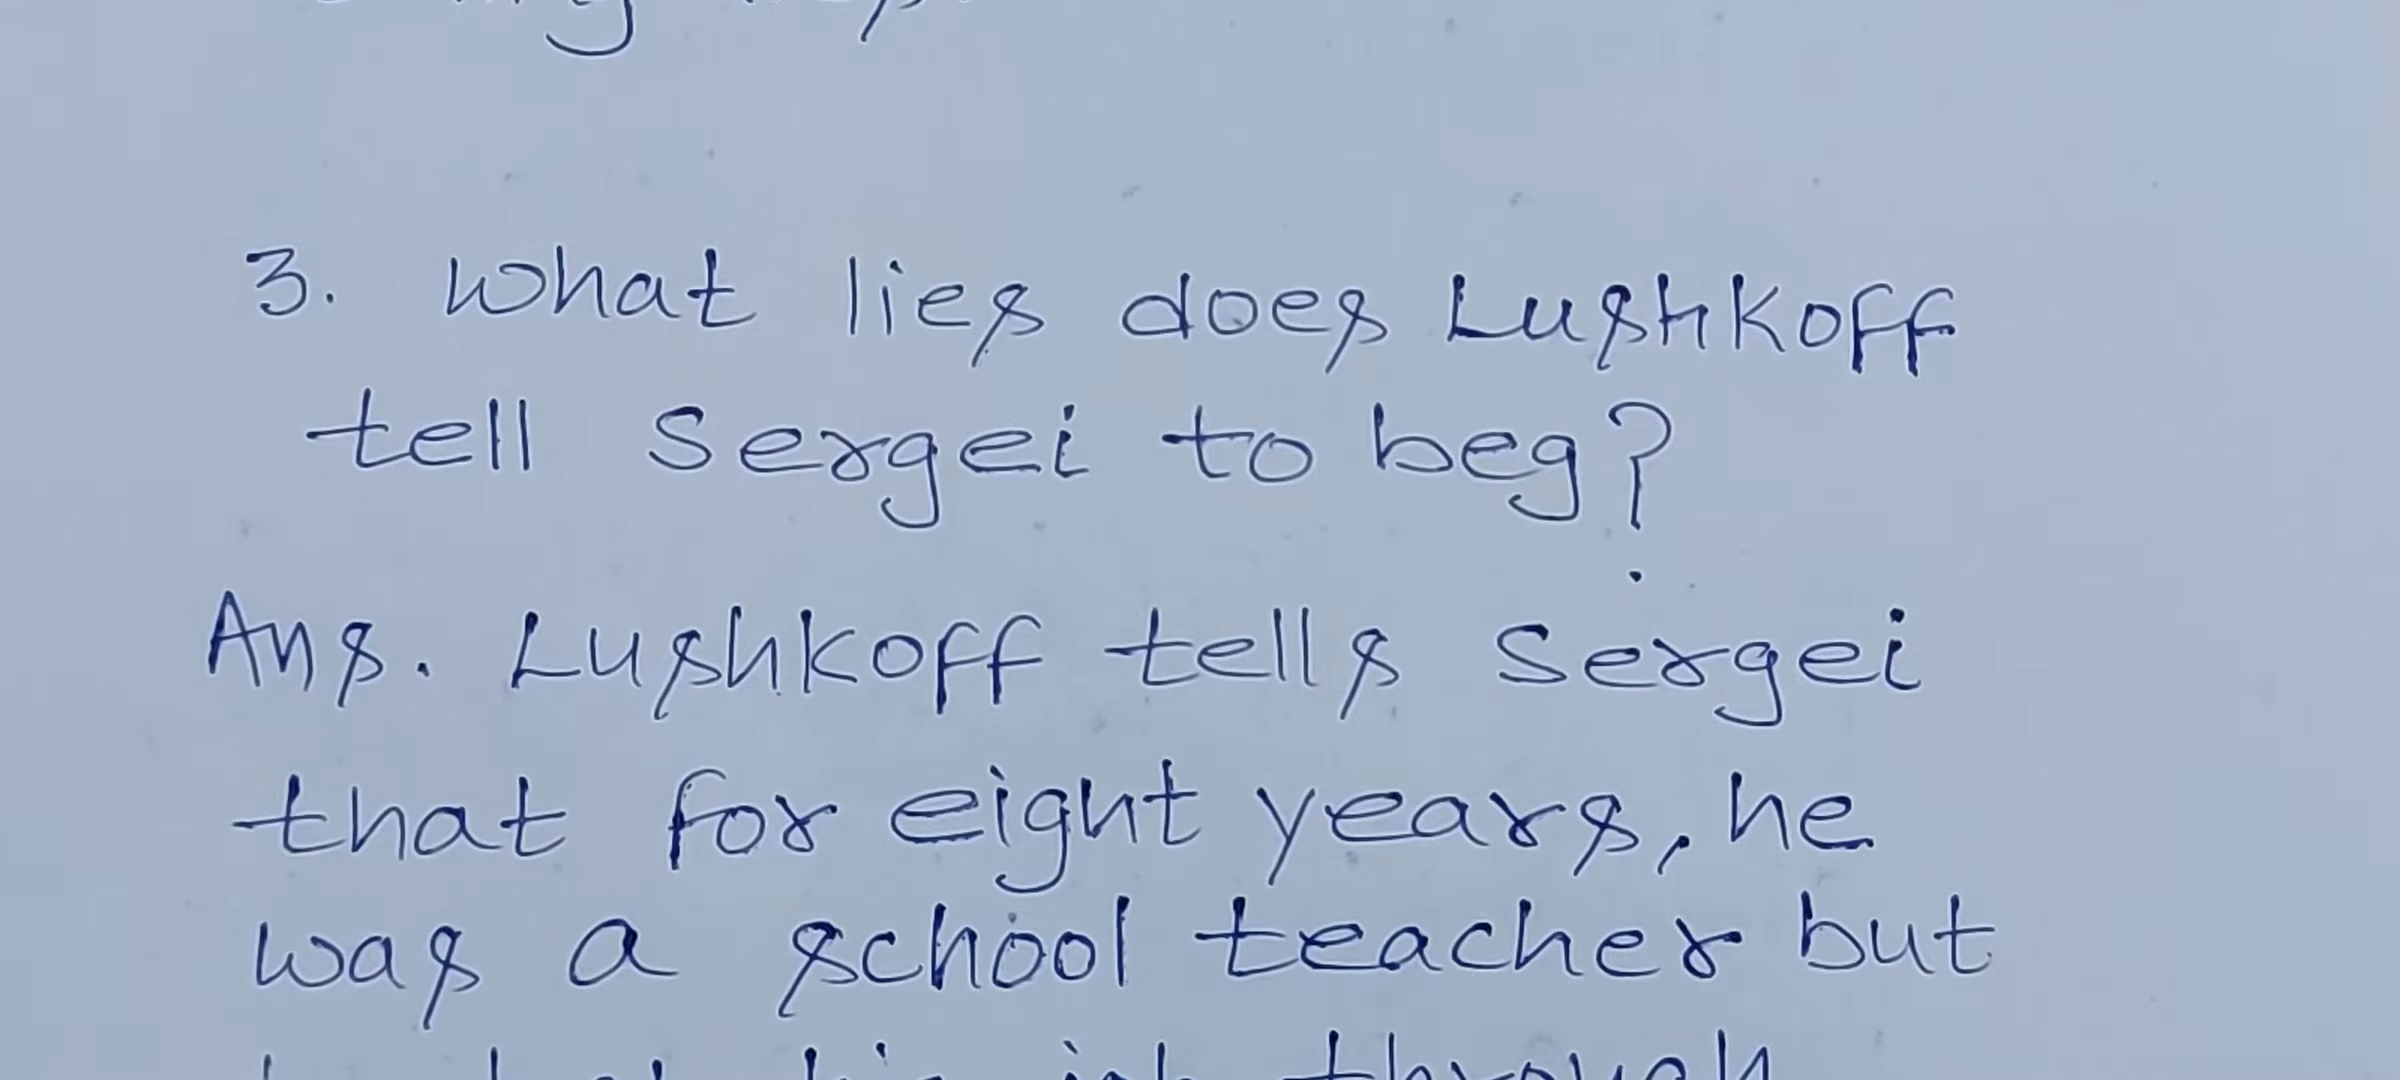 3. What lies does Lushkoff
tell Sergei to beg?
Ans. Lushkoff tells Sergei
that for eight years, he
was a school teacher but